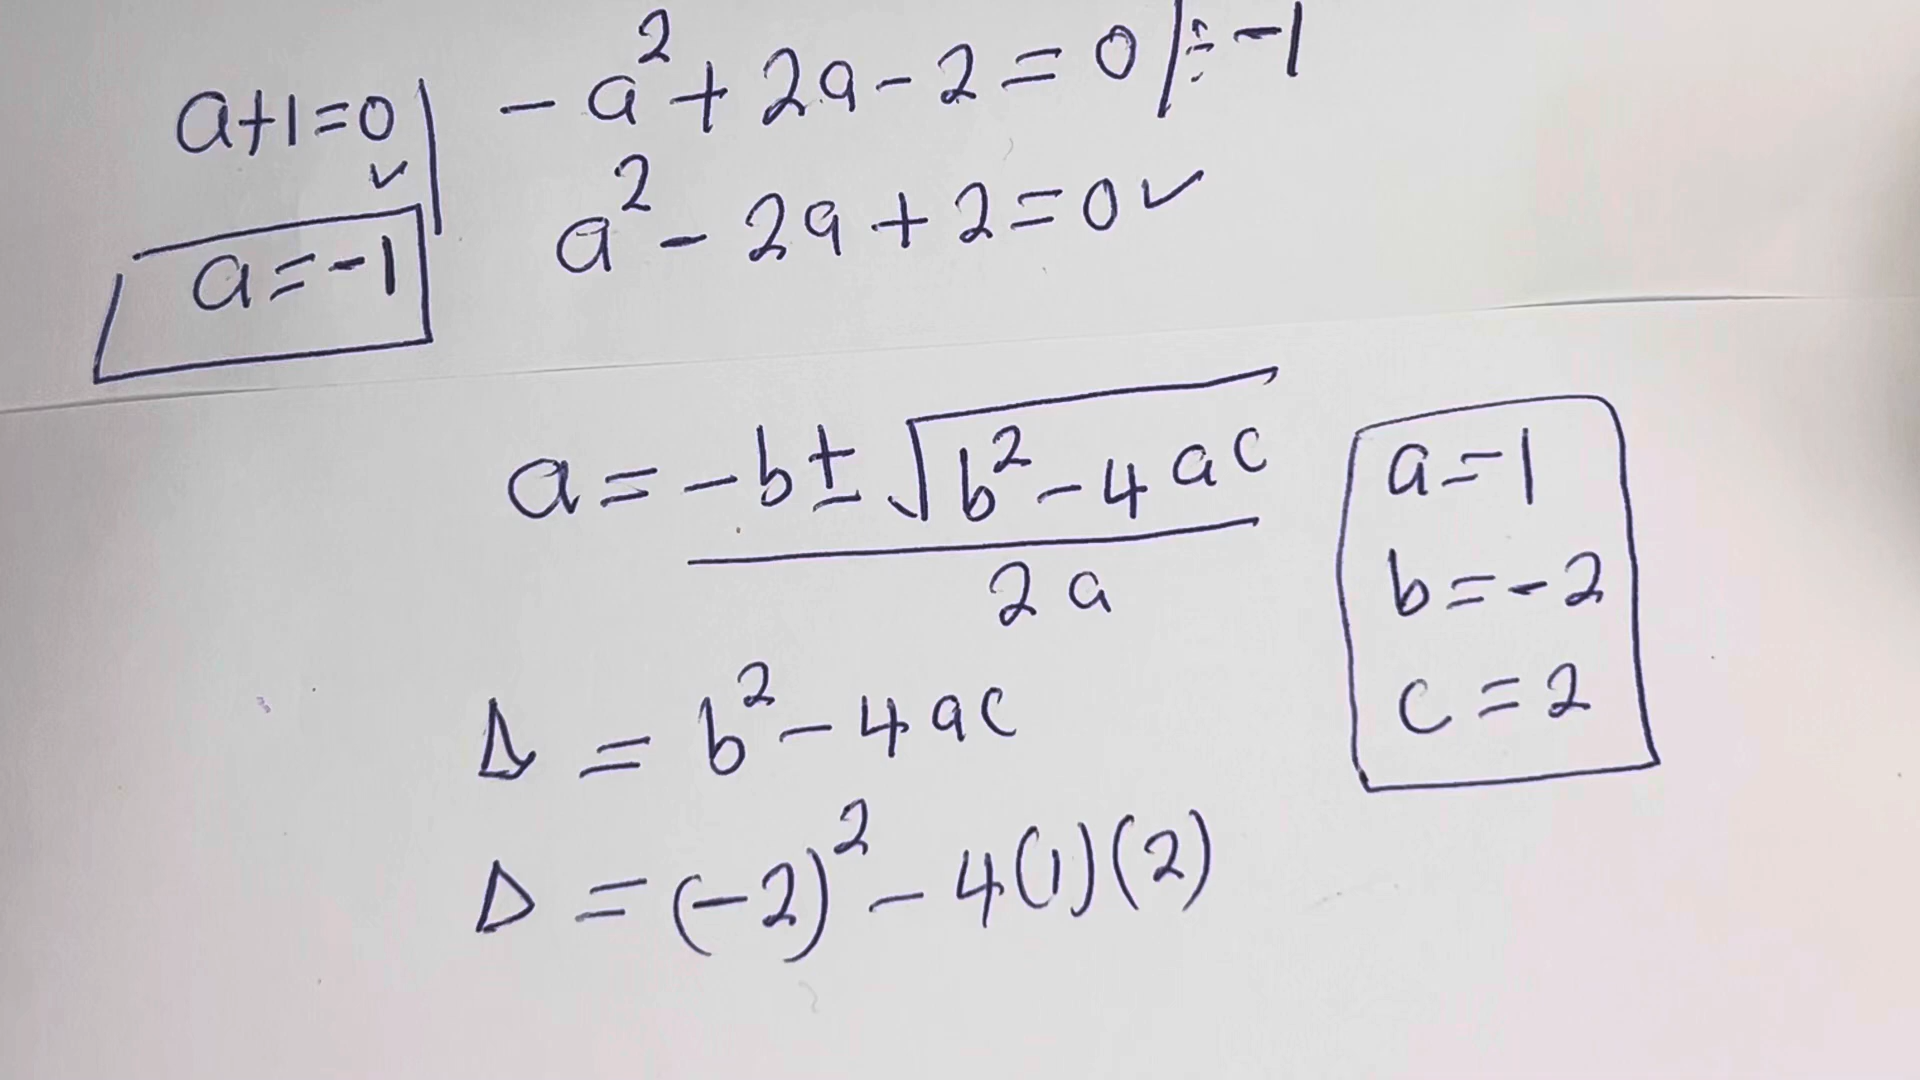 a+1=0 | -a²+2a-2=0 /÷-1
a²-2a+2=0✓
✓
a=-1
a=-b±√b²-4ac
2a
a=1
b=-2
c=2
Δ=b²-4ac
Δ=(-2)²-4(1)(2)